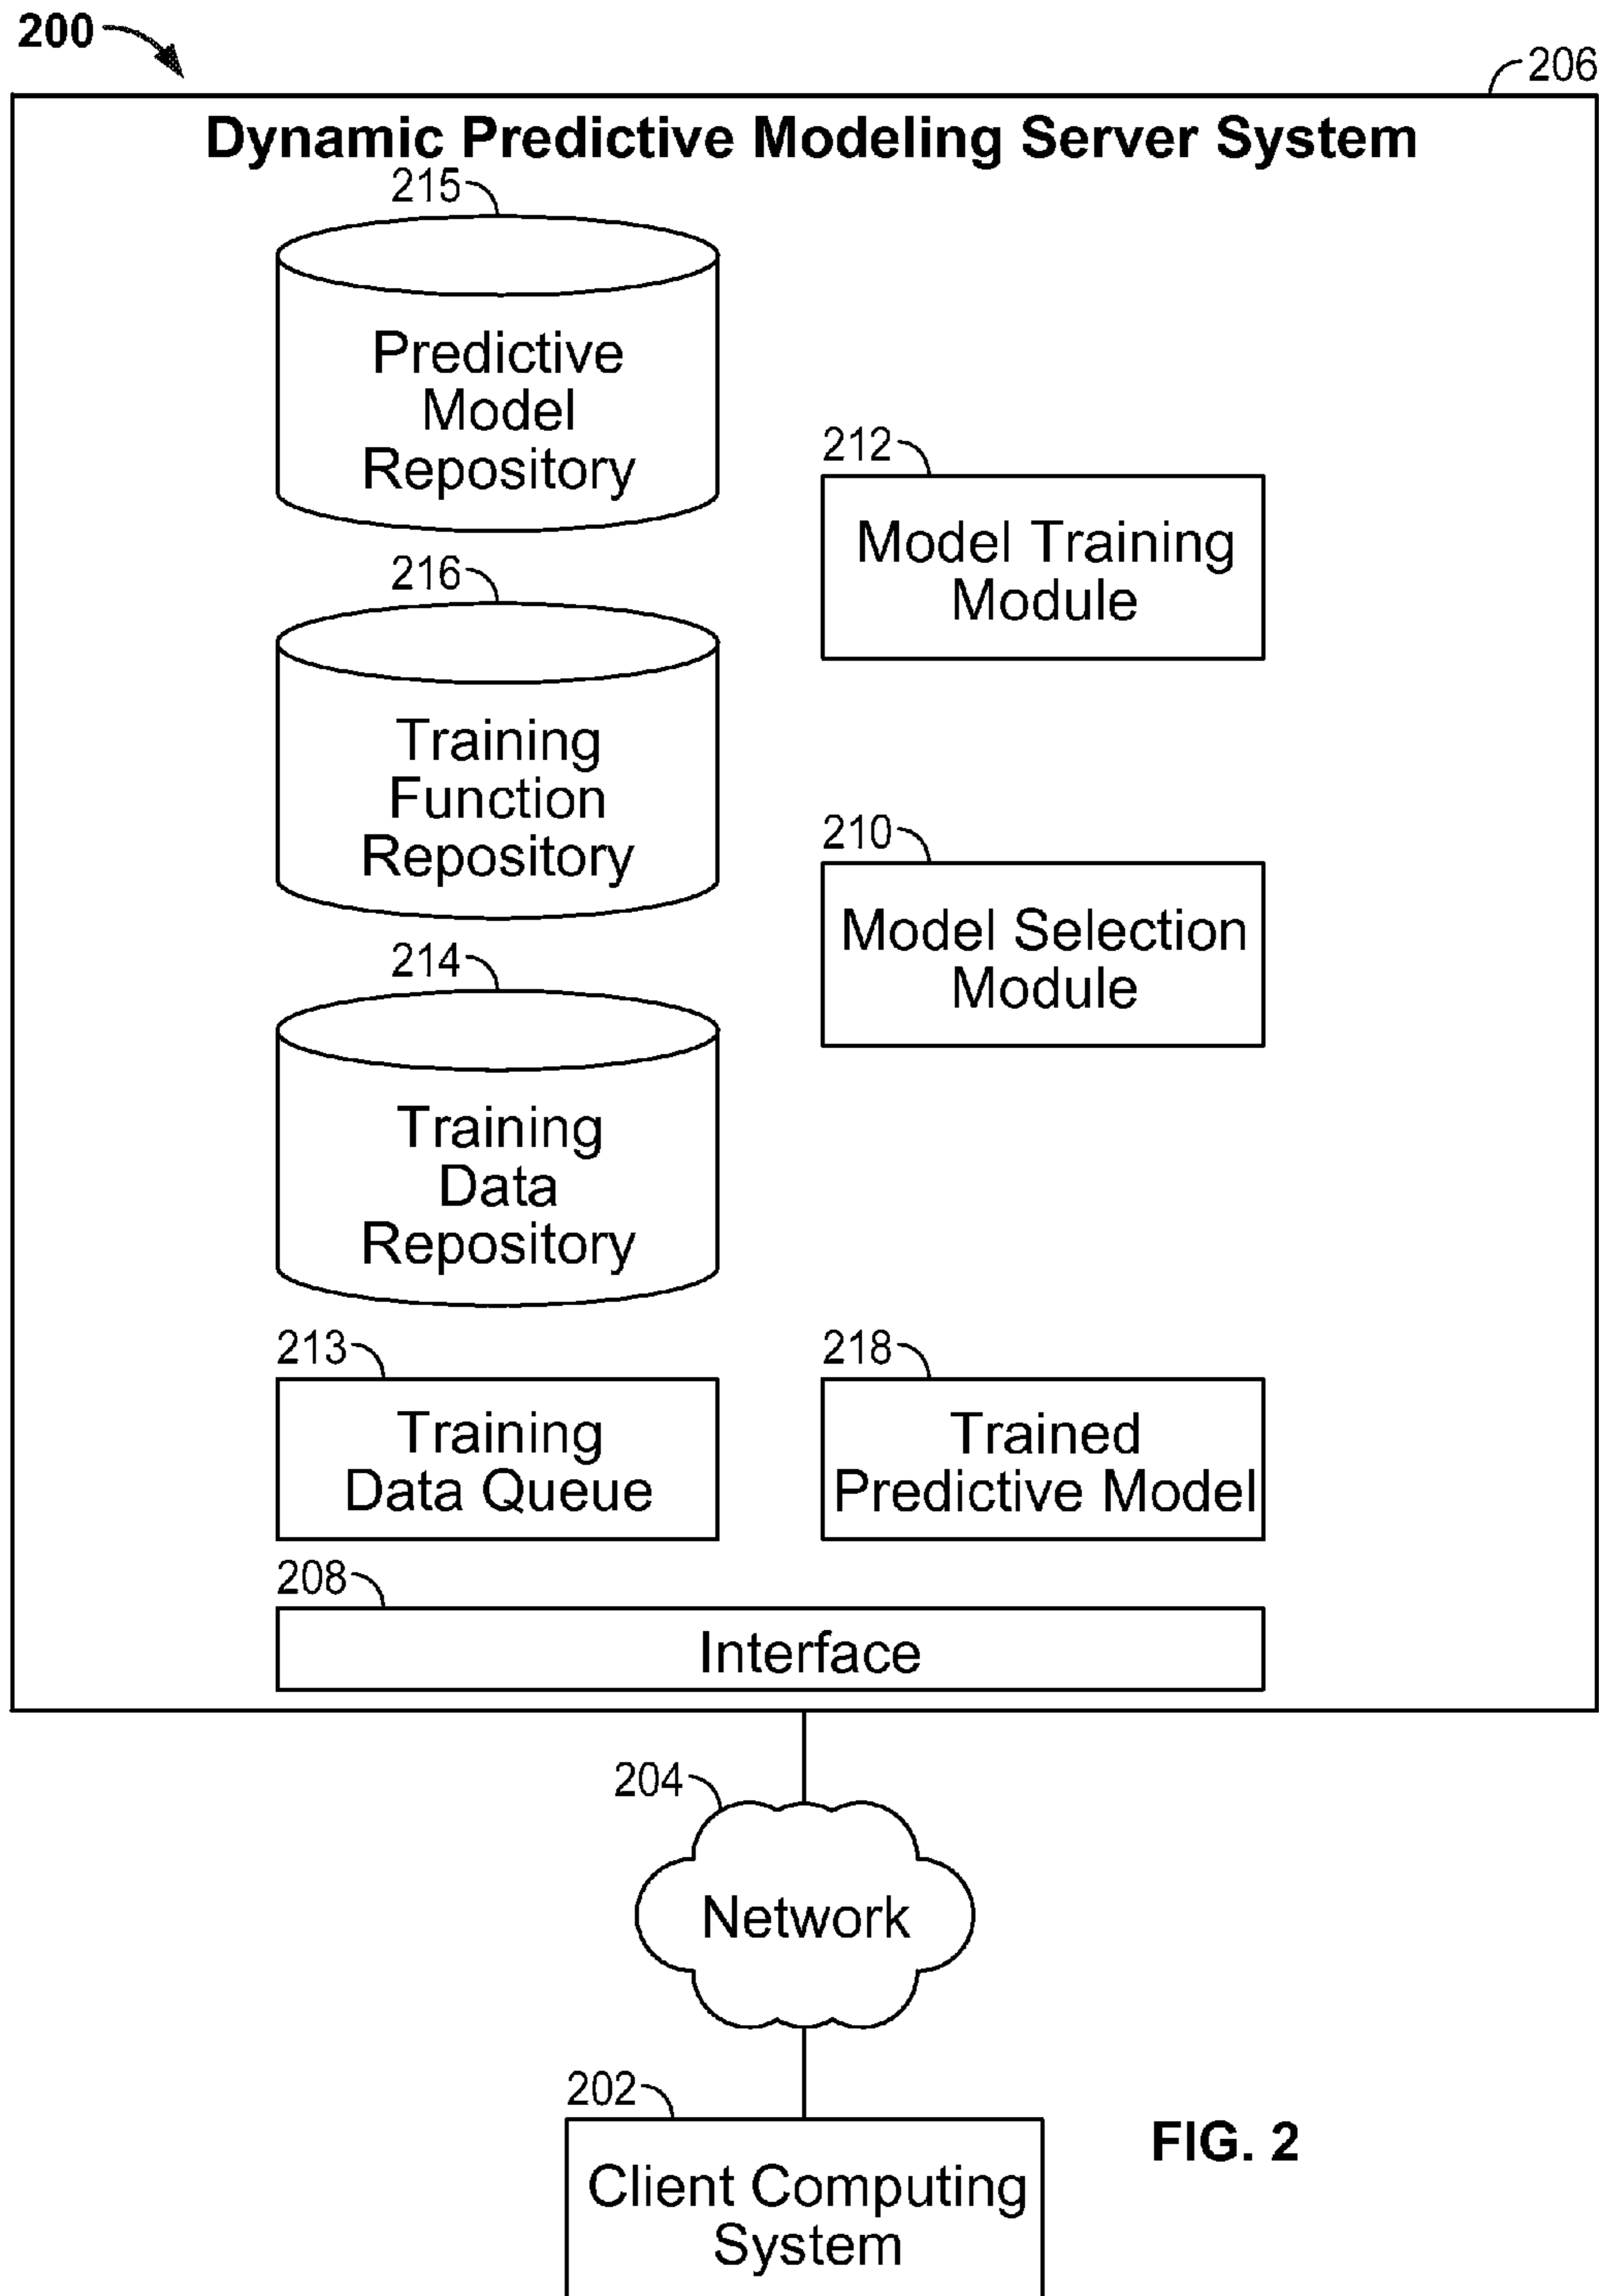 200
206
Dynamic Predictive Modeling Server System
215
Predictive
Model
Repository
212
Model Training
Module
216
Training
Function
Repository
210
Model Selection
Module
214
Training
Data
Repository
213
Training
Data Queue
218
Trained
Predictive Model
208
Interface
204
Network
202
Client Computing
System
FIG. 2